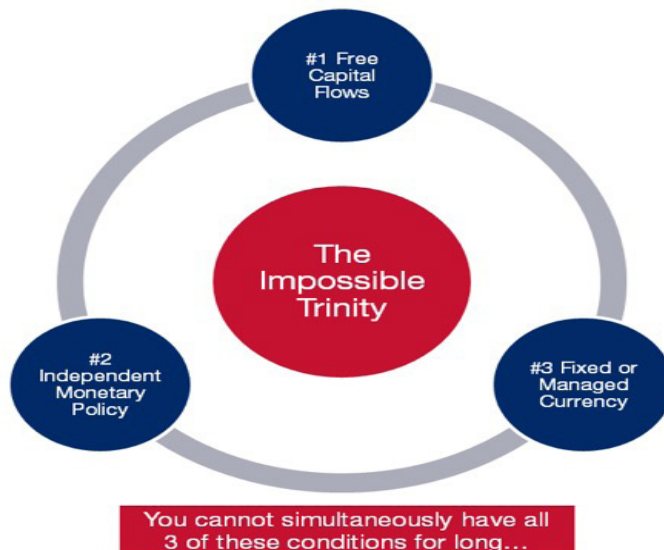 #1 Free
Capital
Flows
The
Impossible
Trinity
#2
Independent
Monetary
Policy
#3 Fixed or
Managed
Currency
You cannot simultaneously have all
3 of these conditions for long...